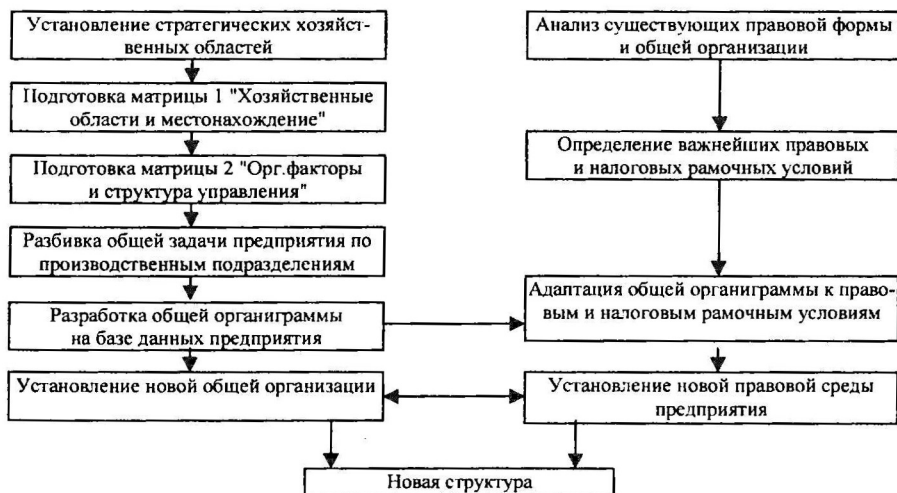 Установление стратегических хозяйст-
венных областей
Подготовка матрицы 1 "Хозяйственные
области и местонахождение"
Подготовка матрицы 2 "Орг.факторы
и структура управления"
Разбивка общей задачи предприятия по
производственным подразделениям
Разработка общей органиграммы
на базе данных предприятия
Установление новой общей организации
Анализ существующих правовой формы
и общей организации
Определение важнейших правовых
и налоговых рамочных условий
Адаптация общей органиграммы к право-
вым и налоговым рамочным условиям
Установление новой правовой среды
предприятия
Новая структура